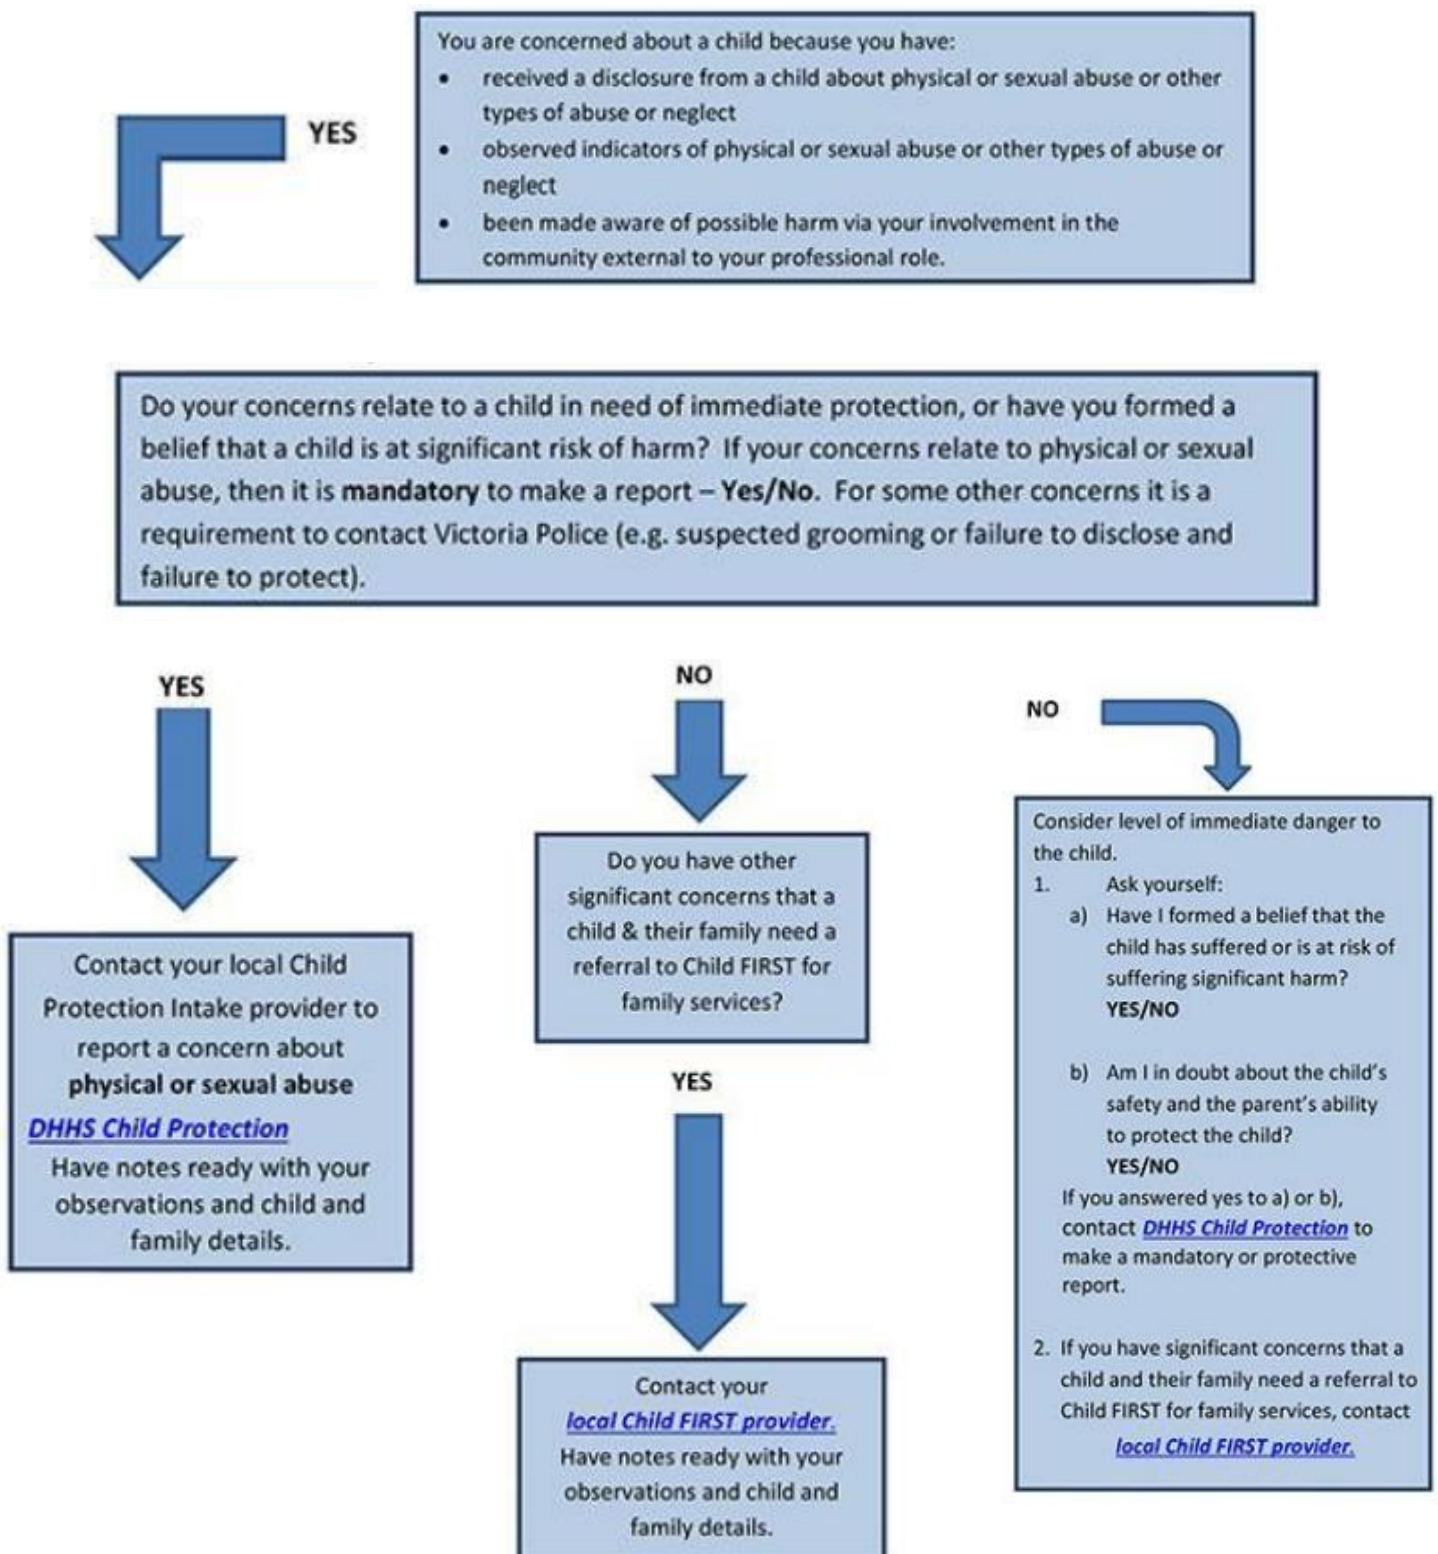 You are concerned about a child because you have:
• received a disclosure from a child about physical or sexual abuse or other
types of abuse or neglect
• observed indicators of physical or sexual abuse or other types of abuse or
neglect
• been made aware of possible harm via your involvement in the
community external to your professional role.
YES
Do your concerns relate to a child in need of immediate protection, or have you formed a
belief that a child is at significant risk of harm? If your concerns relate to physical or sexual
abuse, then it is mandatory to make a report – Yes/No. For some other concerns it is a
requirement to contact Victoria Police (e.g. suspected grooming or failure to disclose and
failure to protect).
YES
Contact your local Child
Protection Intake provider to
report a concern about
physical or sexual abuse
DHHS Child Protection
Have notes ready with your
observations and child and
family details.
NO
Do you have other
significant concerns that a
child & their family need a
referral to Child FIRST for
family services?
YES
Contact your
local Child FIRST provider.
Have notes ready with your
observations and child and
family details.
NO
Consider level of immediate danger to
the child.
1. Ask yourself:
a) Have I formed a belief that the
child has suffered or is at risk of
suffering significant harm?
YES/NO
b) Am I in doubt about the child's
safety and the parent's ability
to protect the child?
YES/NO
If you answered yes to a) or b),
contact DHHS Child Protection to
make a mandatory or protective
report.
2. If you have significant concerns that a
child and their family need a referral to
Child FIRST for family services, contact
local Child FIRST provider.